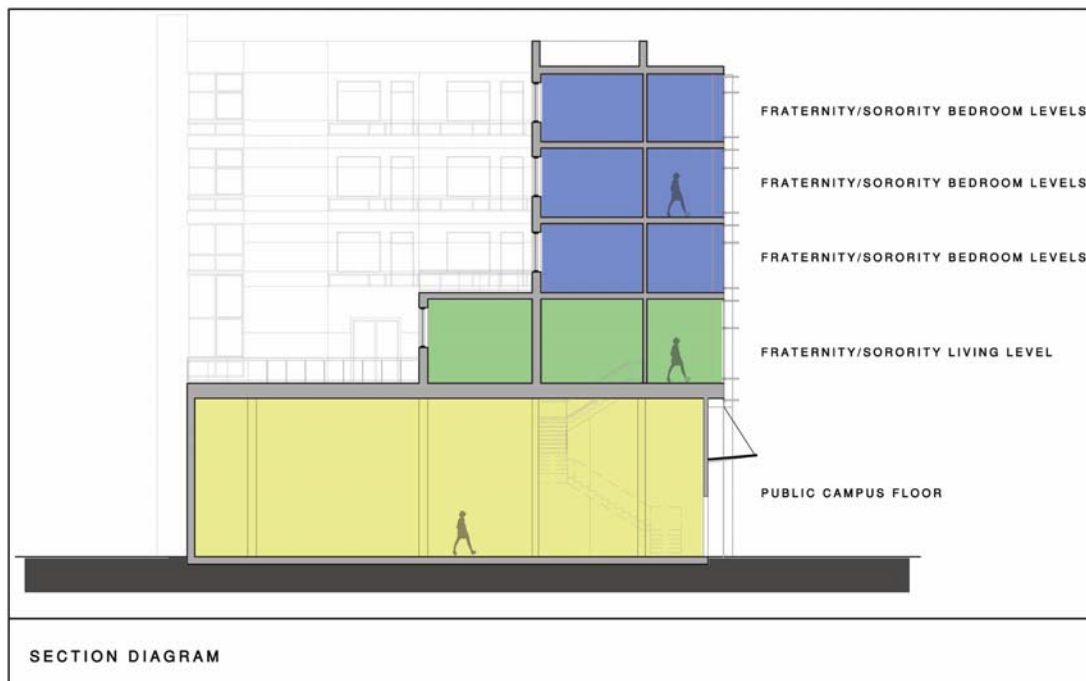 FRATERNITY/SORORITY BEDROOM LEVELS
FRATERNITY/SORORITY BEDROOM LEVELS
FRATERNITY/SORORITY BEDROOM LEVELS
FRATERNITY/SORORITY LIVING LEVEL
PUBLIC CAMPUS FLOOR
SECTION DIAGRAM